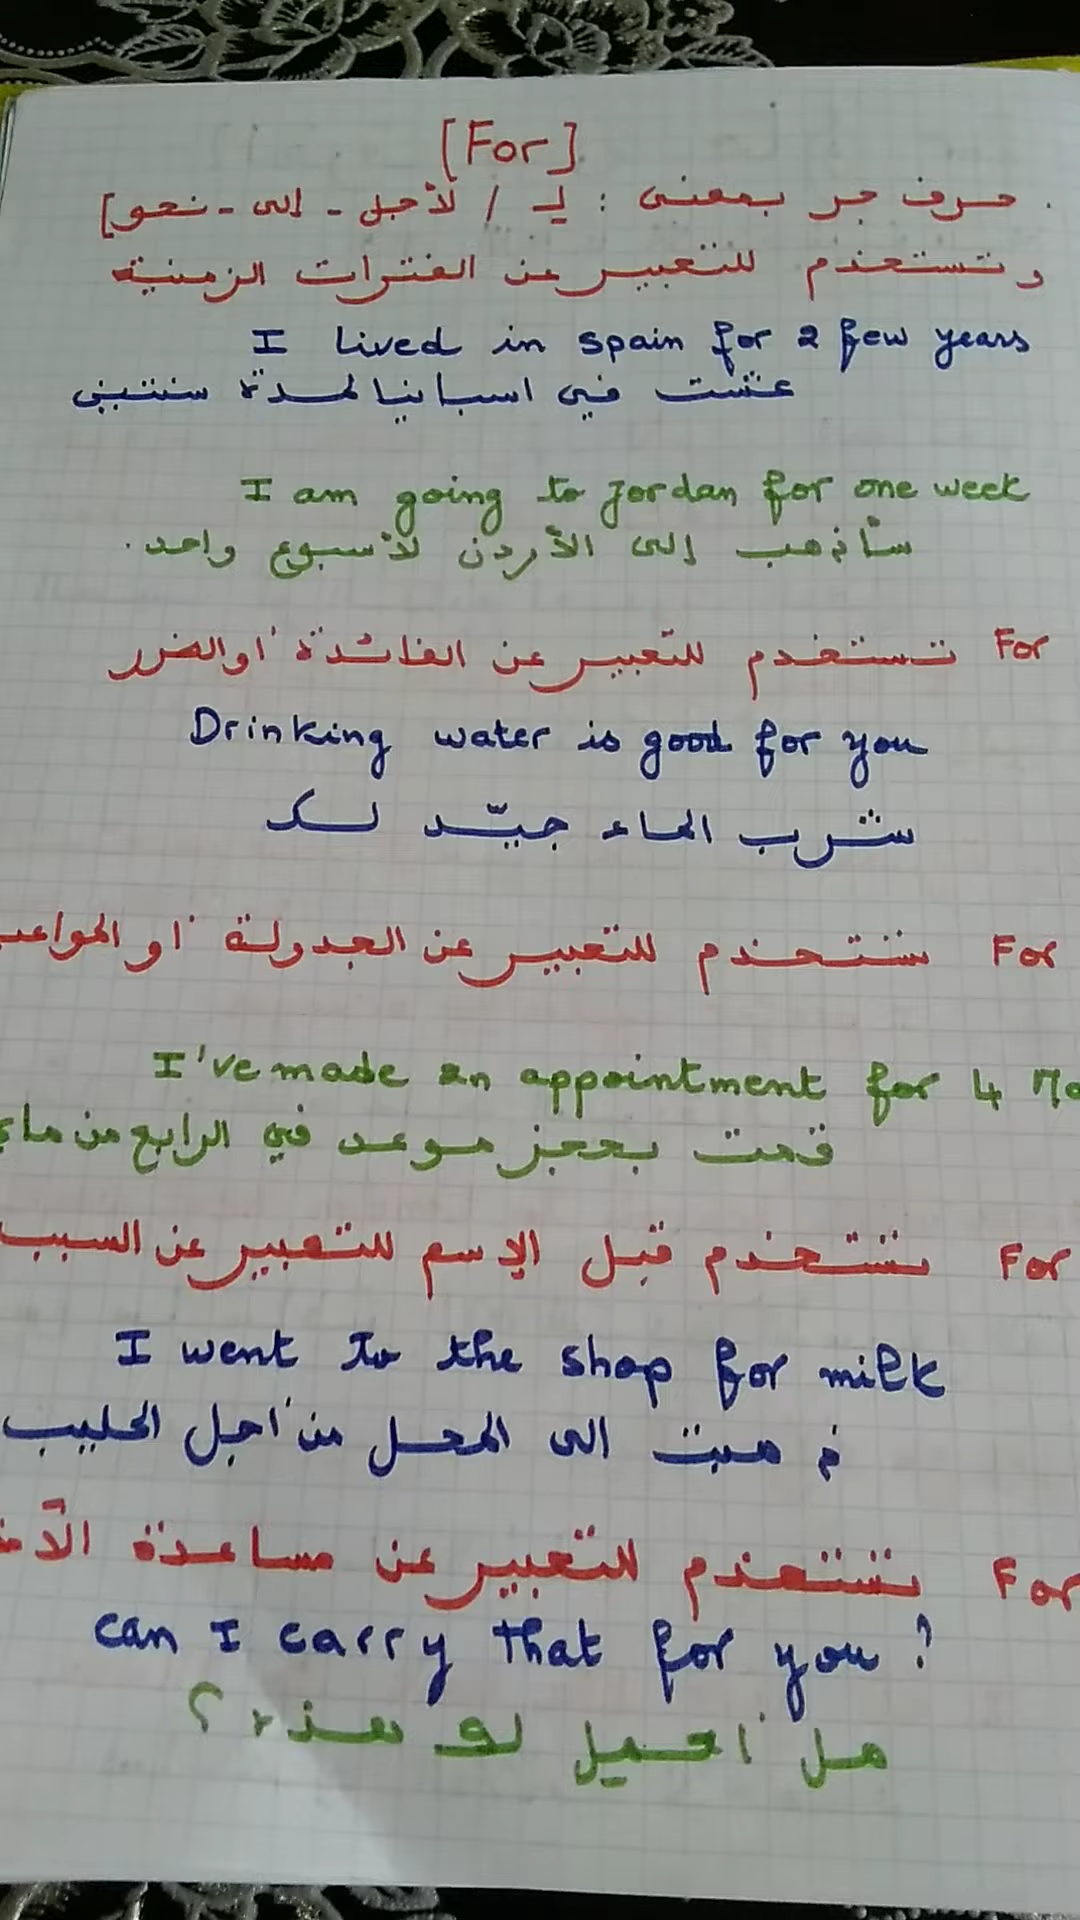 [For]
حرف جر بمعنى : لِـ / لأجل - إلى - نحو]
وتستخدم للتعبير عن الفترات الزمنية
I lived in spain for 2 few years
عشت في اسبانيا لمدة سنتين
I am going to Jordan for one week
سأذهب إلى الأردن لأسبوع واحد.
For تستخدم للتعبير عن الفائدة أو الضرر
Drinking water is good for you
شرب الماء جيّد لك
For تستخدم للتعبير عن الجدولة أو
I've made an appointment for 4
قمت بحجز موعد في الرابع من
For تستخدم قبل الإسم للتعبير عن السبب
I went to the shop for milk
ذهبت الى المحل من أجل الحليب
For تستخدم للتعبير عن مساعدة
can I carry that for you ?
هل أحمل لك هذا ؟